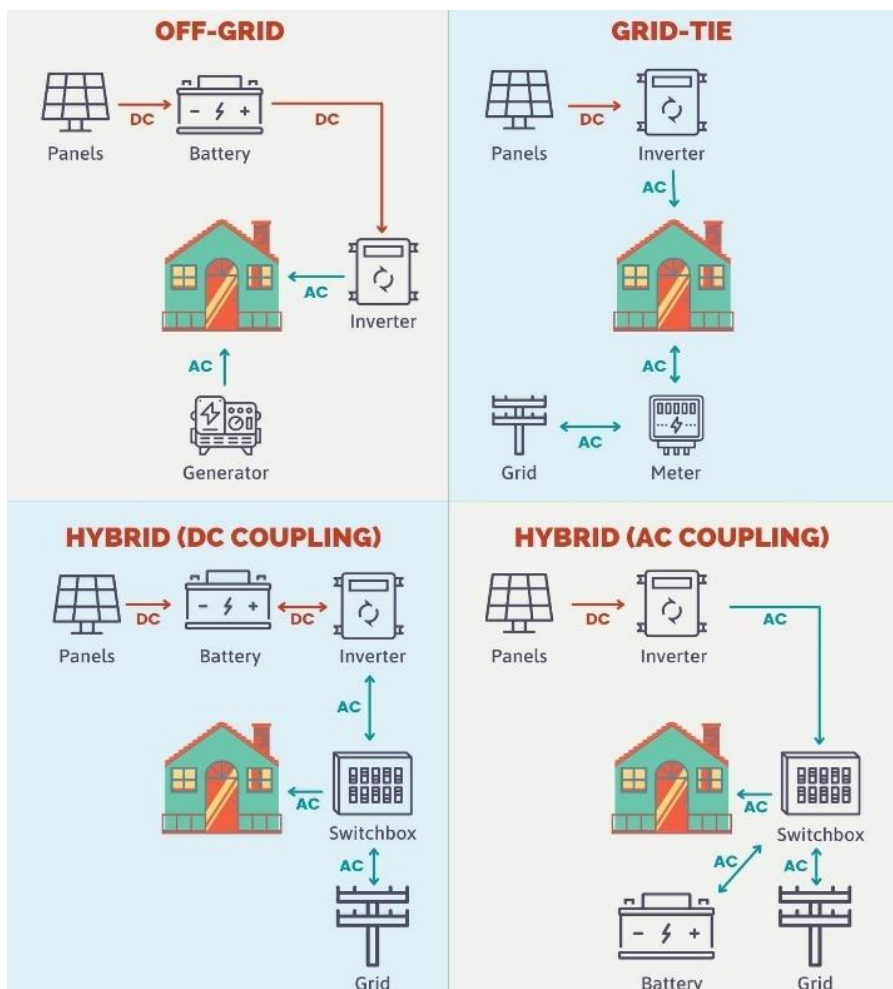 OFF-GRID
DC
DC
Panels
Battery
AC
Inverter
AC
Generator
GRID-TIE
DC
Panels
Inverter
AC
AC
AC
Grid
Meter
HYBRID (DC COUPLING)
DC
DC
Panels
Battery
Inverter
AC
AC
Switchbox
AC
Grid
HYBRID (AC COUPLING)
DC
AC
Panels
Inverter
AC
Switchbox
AC
AC
Battery
Grid